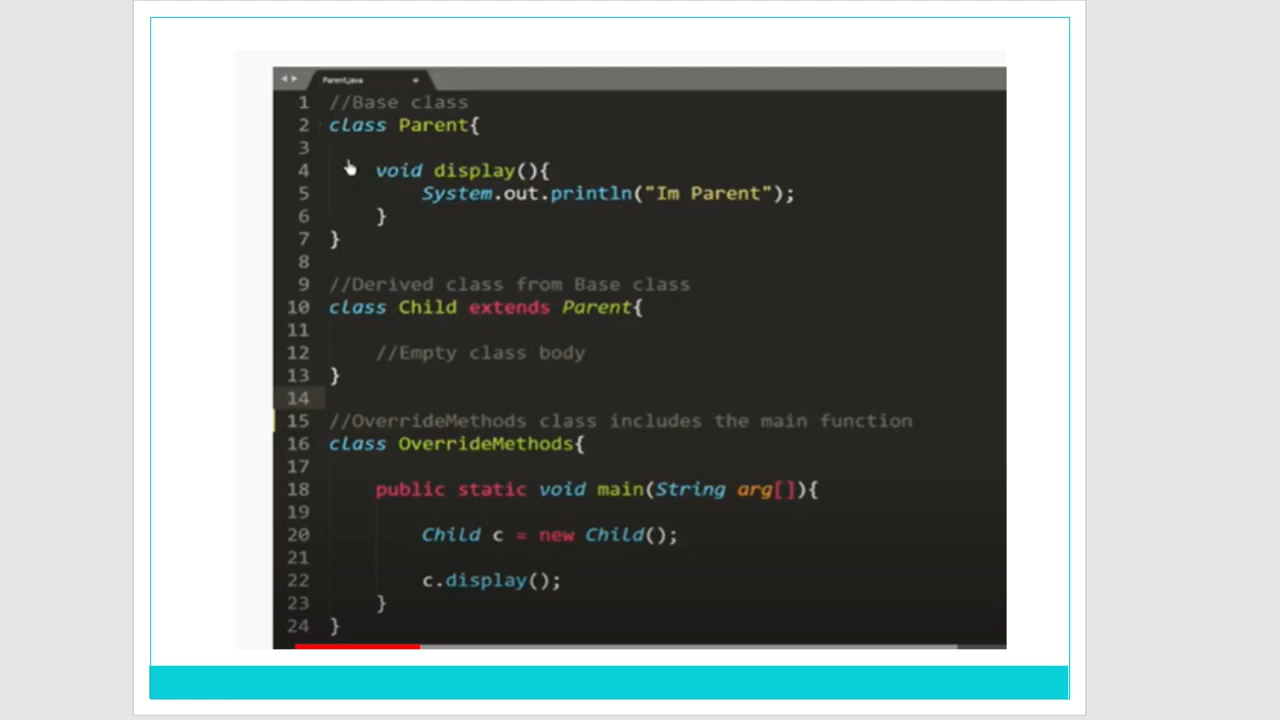 Parent.java
1 //Base class
2 class Parent{
3
4 void display(){
5 System.out.println("Im Parent");
6 }
7 }
8
9 //Derived class from Base class
10 class Child extends Parent{
11
12 //Empty class body
13 }
14
15 //OverrideMethods class includes the main function
16 class OverrideMethods{
17
18 public static void main(String arg[]){
19
20 Child c = new Child();
21
22 c.display();
23 }
24 }